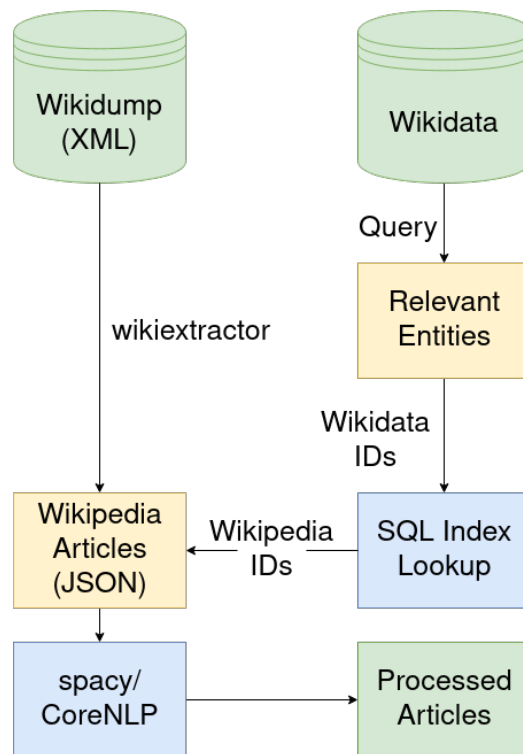 Wikidump
(XML)
Wikidata
Query
Relevant
Entities
wikiextractor
Wikidata
IDs
Wikipedia
Articles
(JSON)
Wikipedia
IDs
SQL Index
Lookup
spacy/
CoreNLP
Processed
Articles